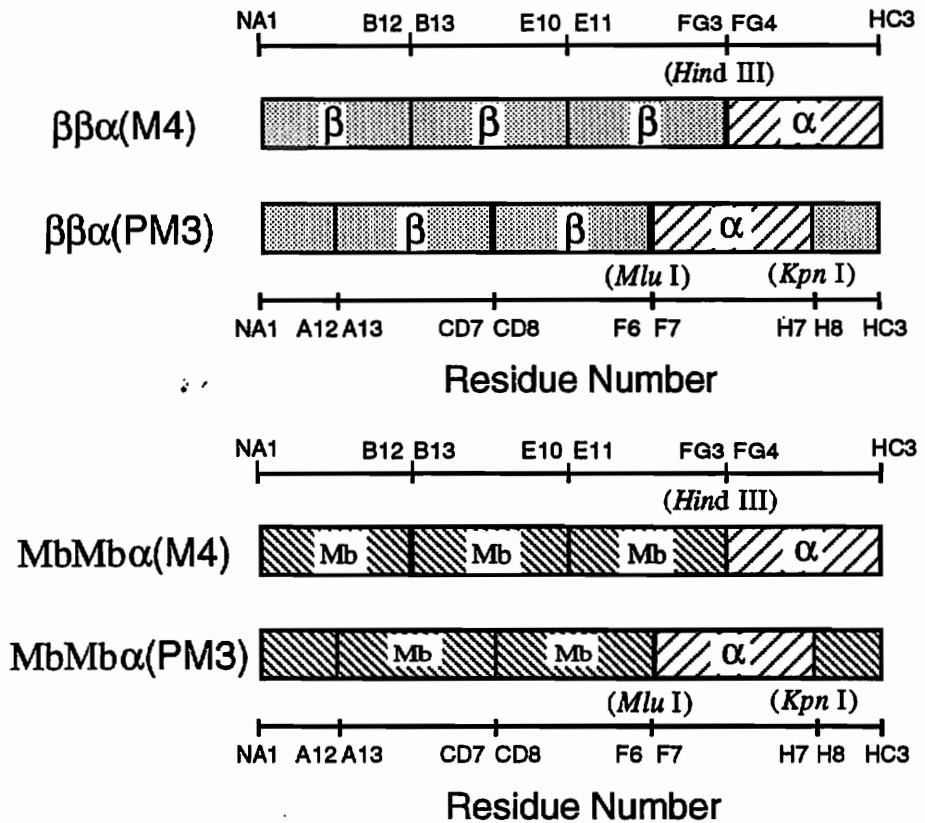 NA1 B12 B13 E10 E11 FG3 FG4 HC3
(Hind III)
ββα(M4) β β β α
ββα(PM3) β β α
(Mlu I) (Kpn I)
NA1 A12 A13 CD7 CD8 F6 F7 H7 H8 HC3
Residue Number
NA1 B12 B13 E10 E11 FG3 FG4 HC3
(Hind III)
MbMbα(M4) Mb Mb Mb α
MbMbα(PM3) Mb Mb α
(Mlu I) (Kpn I)
NA1 A12 A13 CD7 CD8 F6 F7 H7 H8 HC3
Residue Number